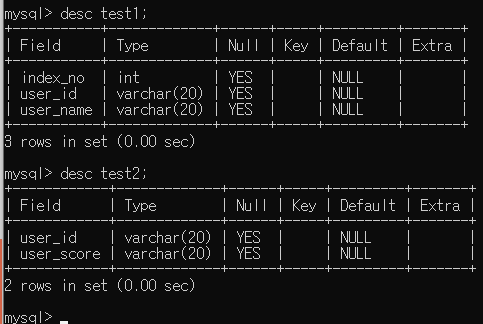 mysql> desc test1;
+-----------+-------------+------+-----+---------+-------+
| Field     | Type        | Null | Key | Default | Extra |
+-----------+-------------+------+-----+---------+-------+
| index_no  | int         | YES  |     | NULL    |       |
| user_id   | varchar(20) | YES  |     | NULL    |       |
| user_name | varchar(20) | YES  |     | NULL    |       |
+-----------+-------------+------+-----+---------+-------+
3 rows in set (0.00 sec)
mysql> desc test2;
+------------+-------------+------+-----+---------+-------+
| Field      | Type        | Null | Key | Default | Extra |
+------------+-------------+------+-----+---------+-------+
| user_id    | varchar(20) | YES  |     | NULL    |       |
| user_score | varchar(20) | YES  |     | NULL    |       |
+------------+-------------+------+-----+---------+-------+
2 rows in set (0.00 sec)
mysql>